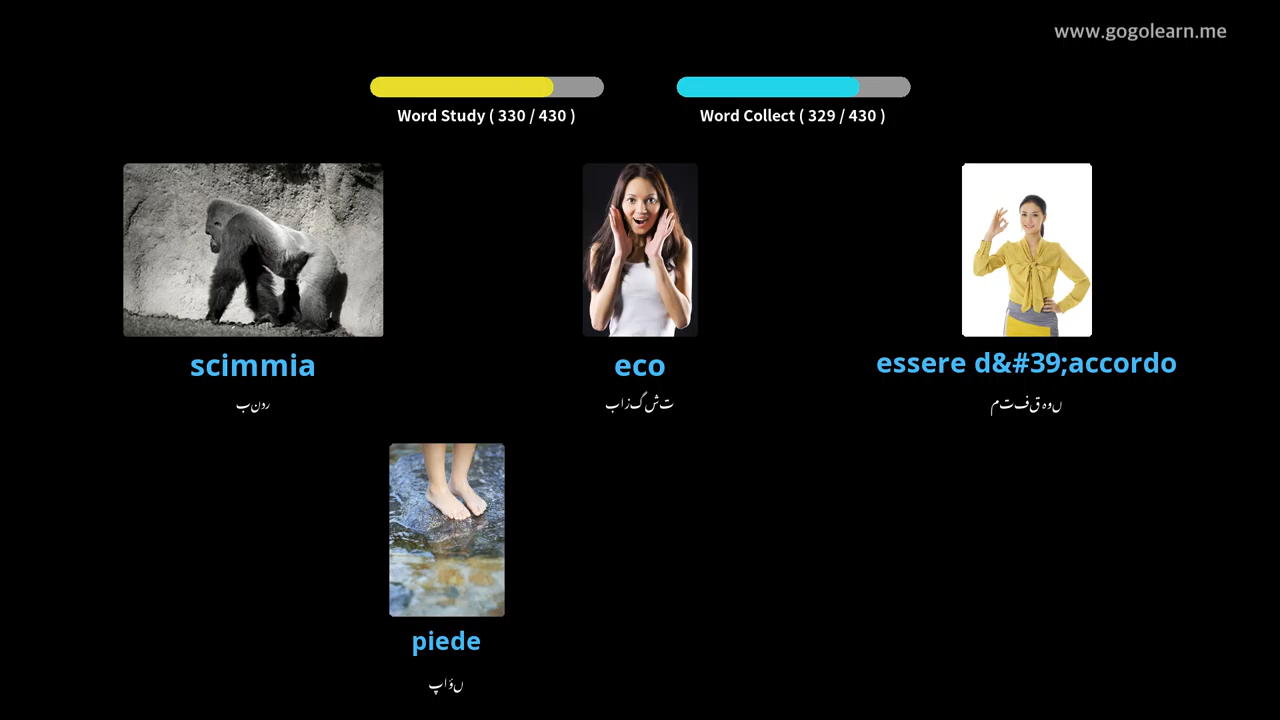 www.gogolearn.me
Word Study ( 330 / 430 )
Word Collect ( 329 / 430 )
scimmia
بندر
eco
بازگشت
essere d&#39;accordo
متفق ہوں
piede
پاؤں